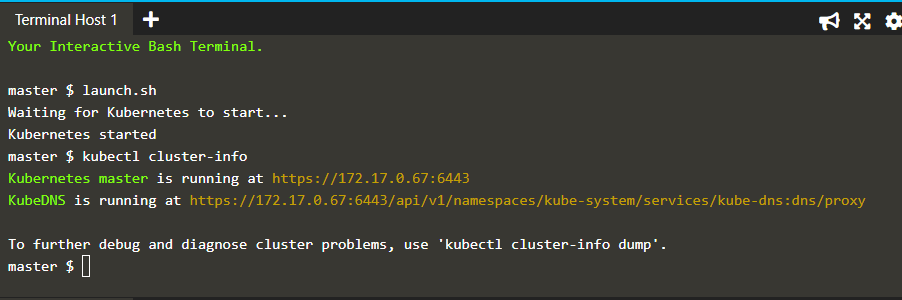 Terminal Host 1
Your Interactive Bash Terminal.
master $ launch.sh
Waiting for Kubernetes to start...
Kubernetes started
master $ kubectl cluster-info
Kubernetes master is running at https://172.17.0.67:6443
KubeDNS is running at https://172.17.0.67:6443/api/v1/namespaces/kube-system/services/kube-dns:dns/proxy
To further debug and diagnose cluster problems, use 'kubectl cluster-info dump'.
master $